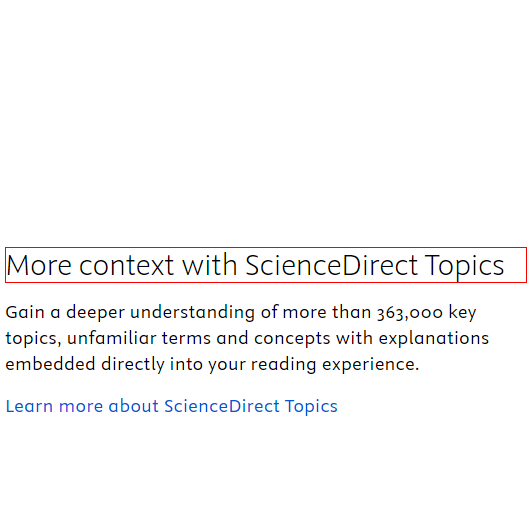 More context with ScienceDirect Topics
Gain a deeper understanding of more than 363,000 key
topics, unfamiliar terms and concepts with explanations
embedded directly into your reading experience.
Learn more about ScienceDirect Topics